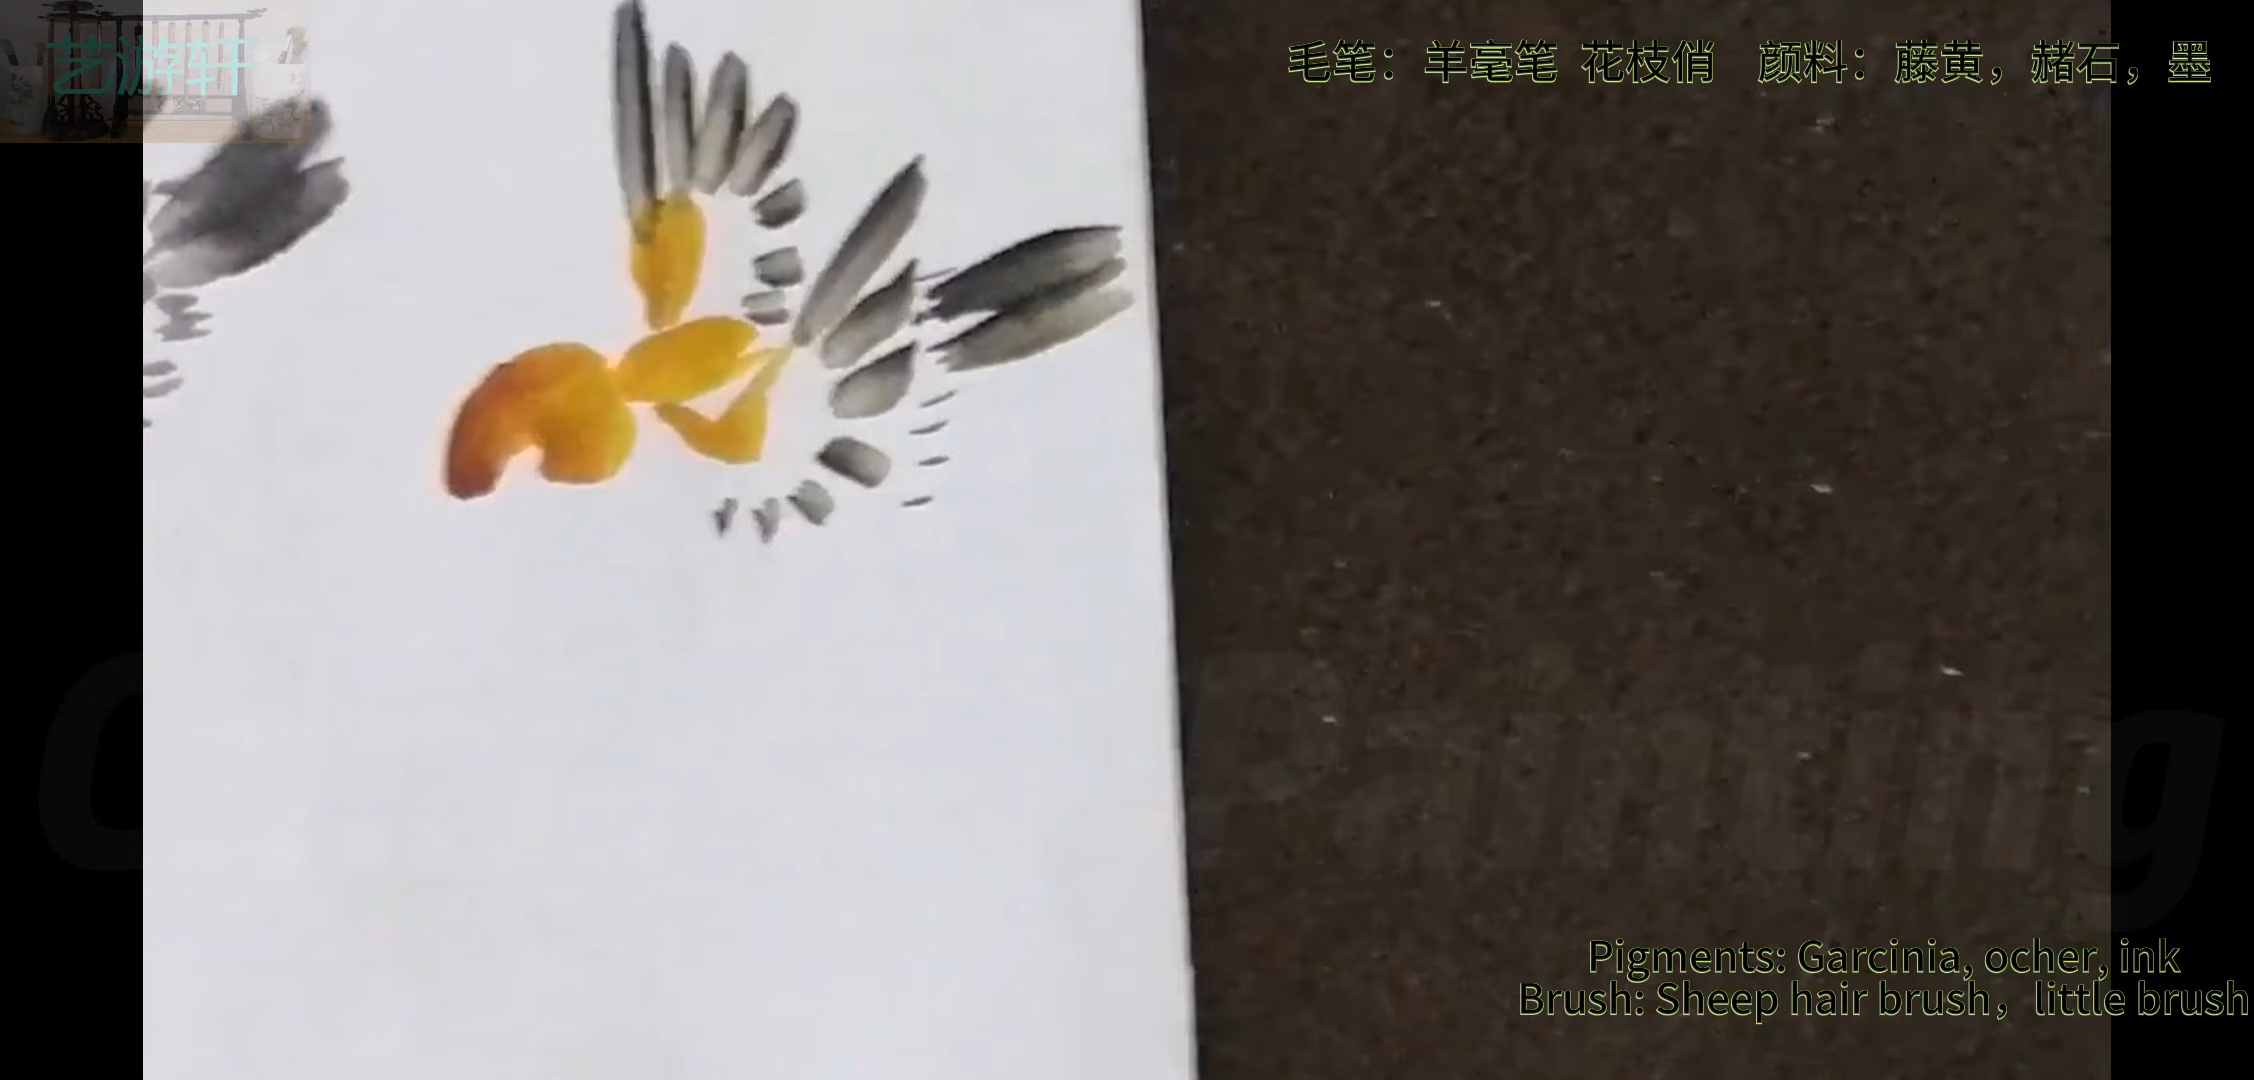 艺游轩
毛笔：羊毫笔 花枝俏 颜料：藤黄，赭石，墨
Painting
Pigments: Garcinia, ocher, ink
Brush: Sheep hair brush，little brush